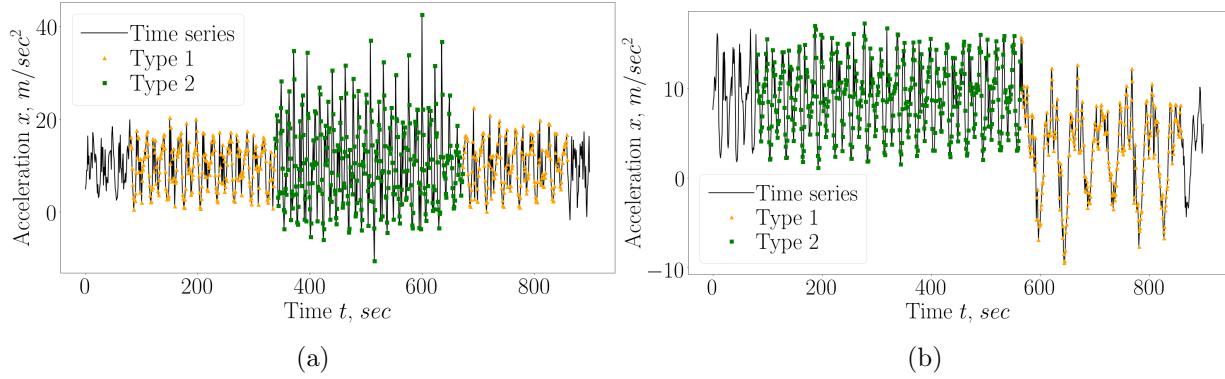 40
20
0
Acceleration x, m/sec²
Time series
Type 1
Type 2
0
200
400
600
800
Time t, sec
(a)
10
0
−10
Acceleration x, m/sec²
Time series
Type 1
Type 2
0
200
400
600
800
Time t, sec
(b)